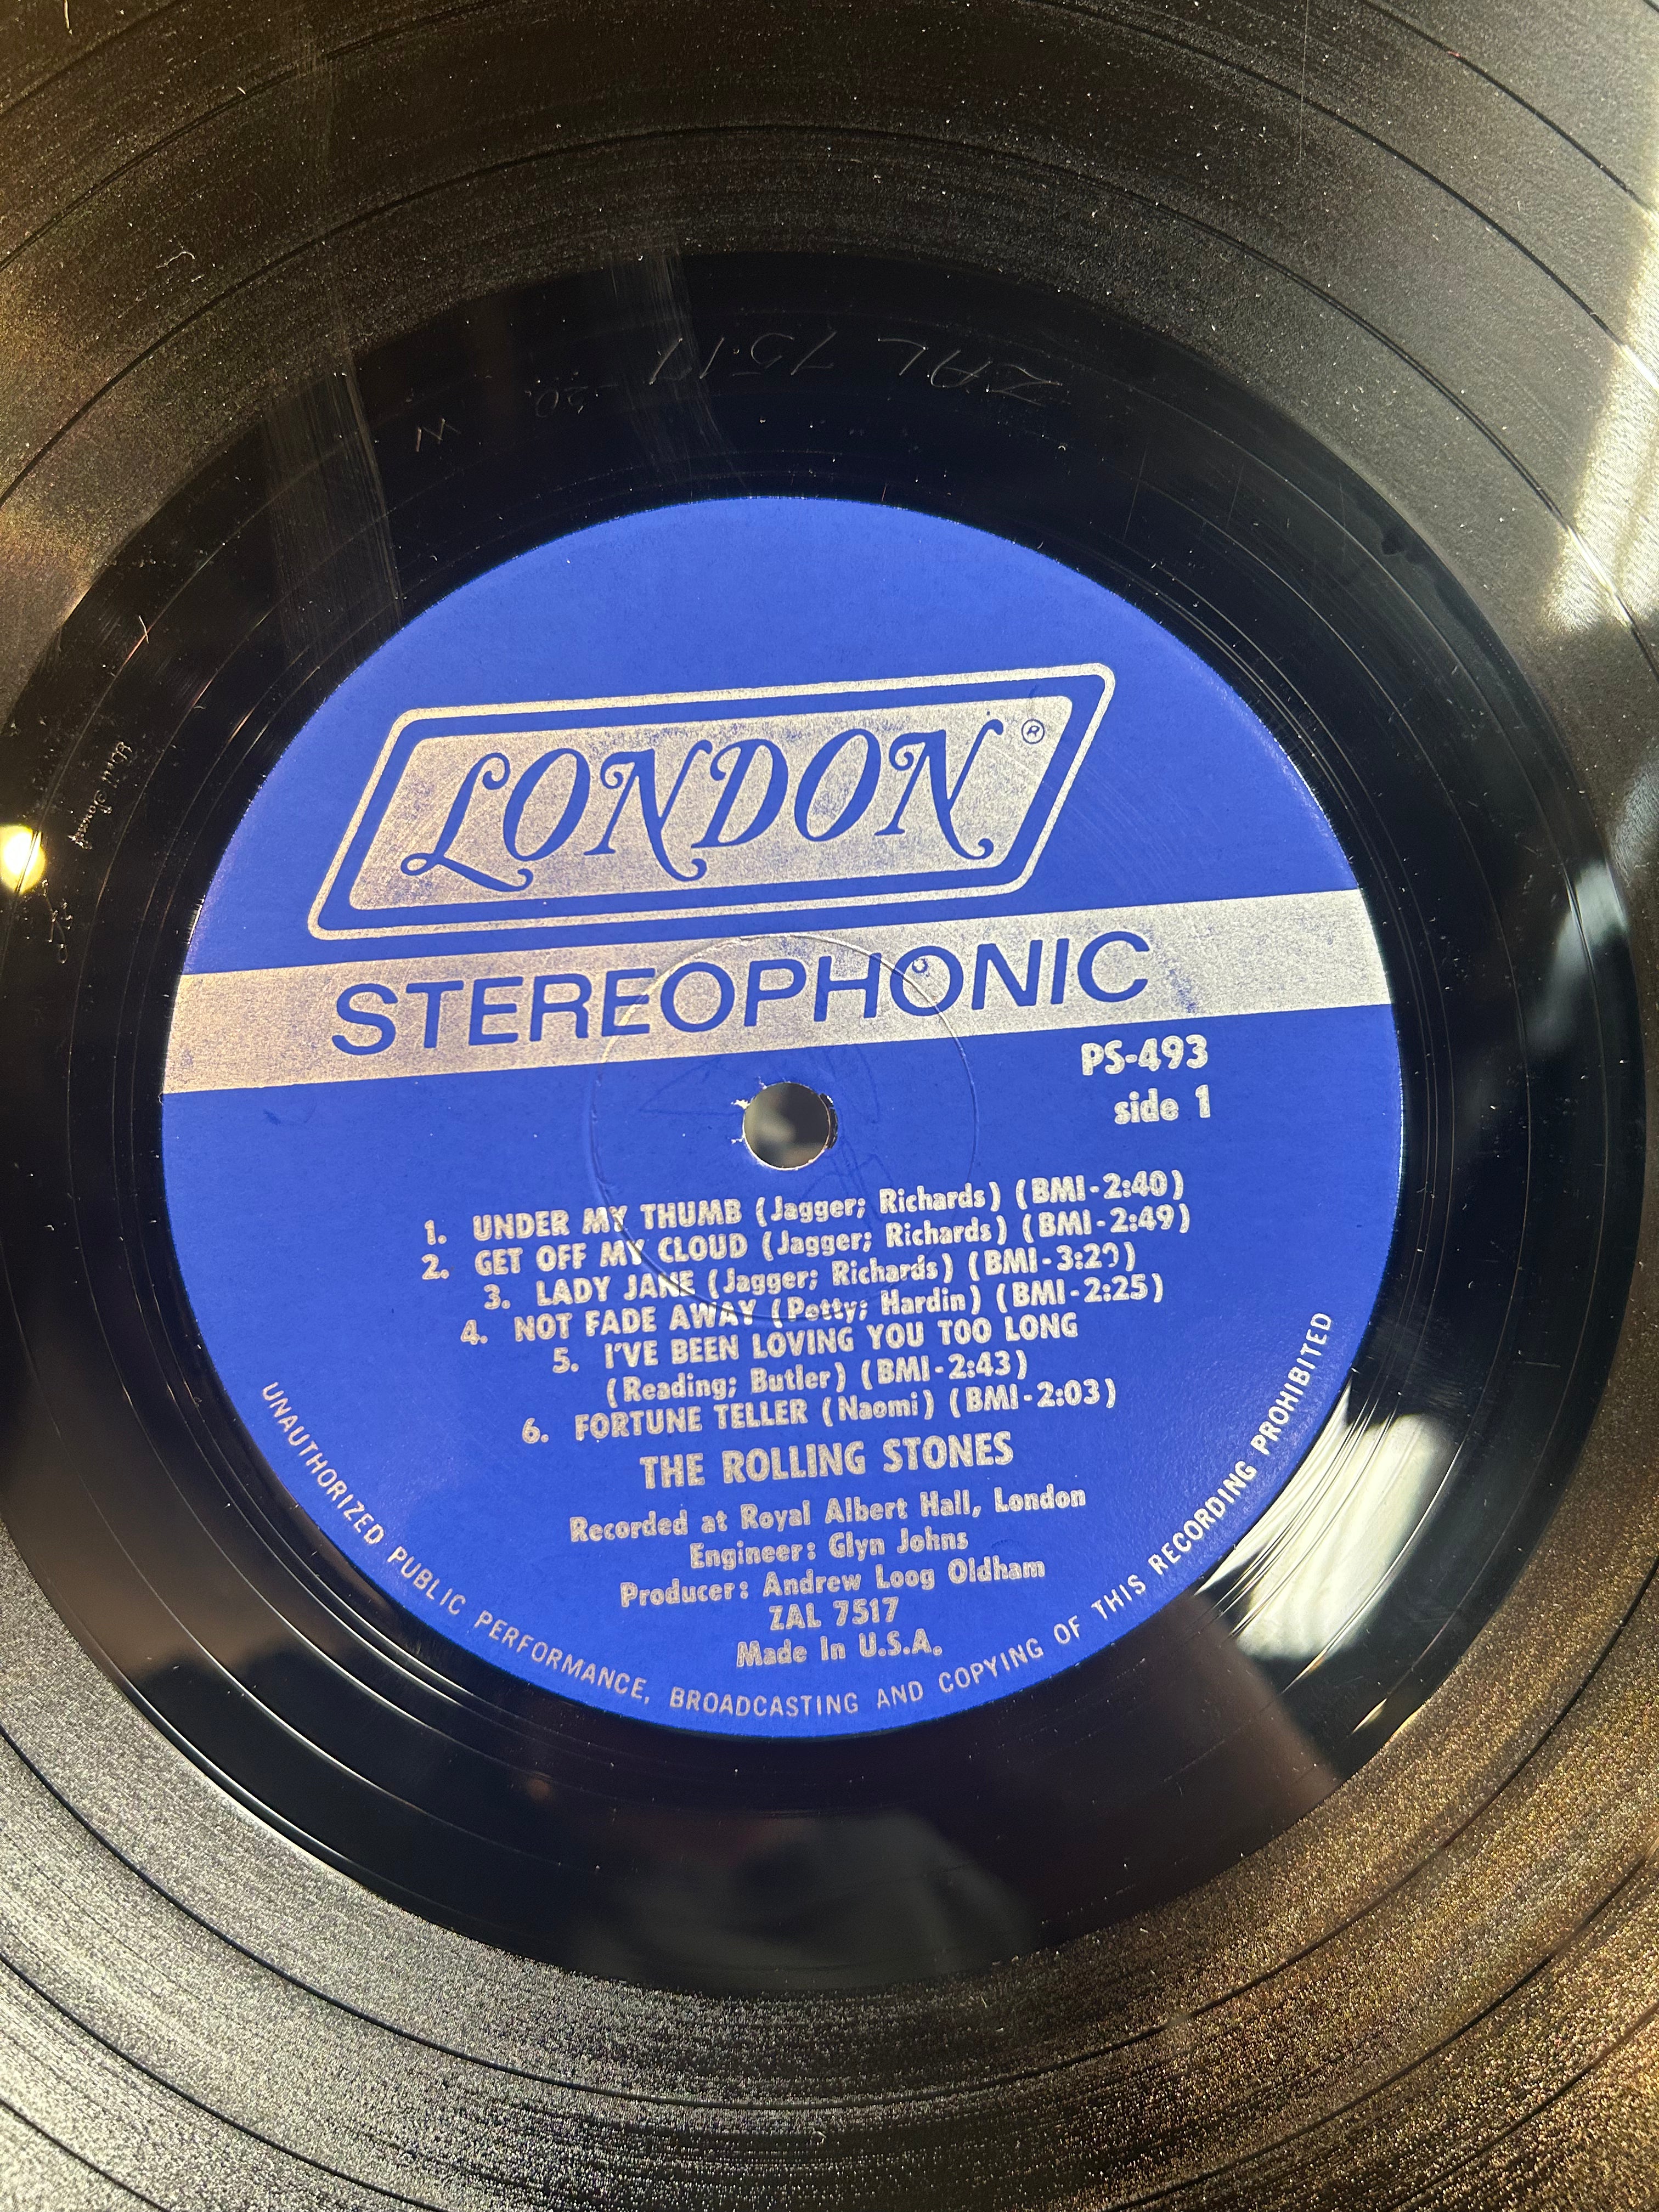 ZAL 7517
W
Bell Sound
LONDON®
STEREOPHONIC
PS-493
side 1
1. UNDER MY THUMB (Jagger; Richards) (BMI-2:40)
2. GET OFF MY CLOUD (Jagger; Richards) (BMI-2:49)
3. LADY JANE (Jagger; Richards) (BMI-3:29)
4. NOT FADE AWAY (Petty; Hardin) (BMI-2:25)
5. I'VE BEEN LOVING YOU TOO LONG
(Reading; Butler) (BMI-2:43)
6. FORTUNE TELLER (Naomi) (BMI-2:03)
THE ROLLING STONES
Recorded at Royal Albert Hall, London
Engineer: Glyn Johns
Producer: Andrew Loog Oldham
ZAL 7517
Made In U.S.A.
UNAUTHORIZED PUBLIC PERFORMANCE, BROADCASTING AND COPYING OF THIS RECORDING PROHIBITED